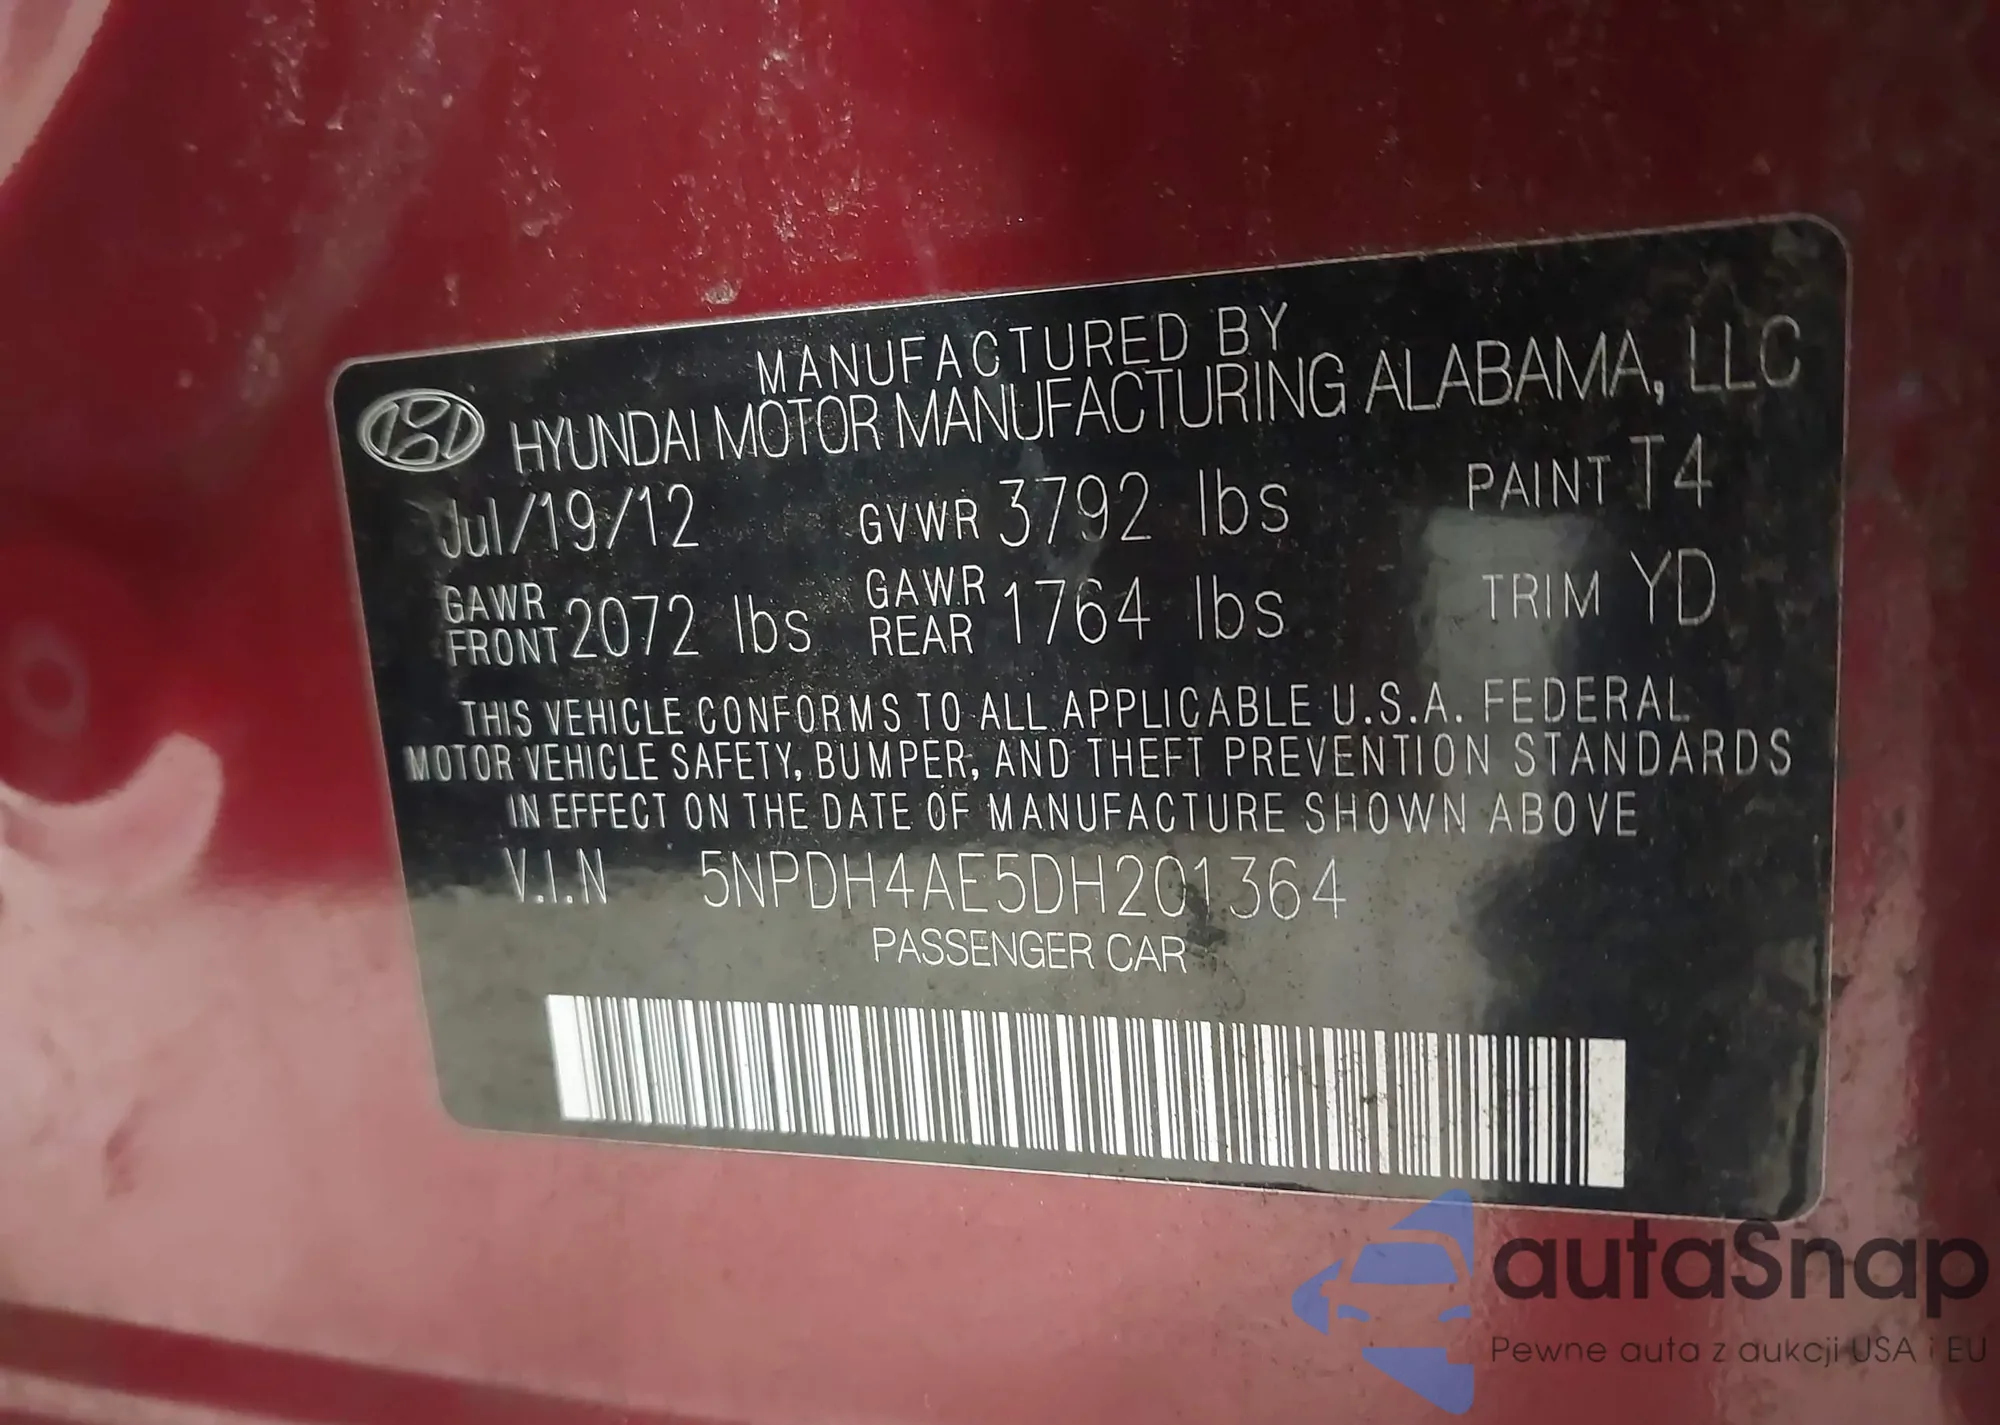 MANUFACTURED BY
HYUNDAI MOTOR MANUFACTURING ALABAMA, LLC
Jul/19/12 GVWR 3792 lbs PAINT T4
GAWR FRONT 2072 lbs GAWR REAR 1764 lbs TRIM YD
THIS VEHICLE CONFORMS TO ALL APPLICABLE U.S.A. FEDERAL
MOTOR VEHICLE SAFETY, BUMPER, AND THEFT PREVENTION STANDARDS
IN EFFECT ON THE DATE OF MANUFACTURE SHOWN ABOVE
V.I.N 5NPDH4AE5DH201364
PASSENGER CAR
autaSnap
Pewne auta z aukcji USA i EU